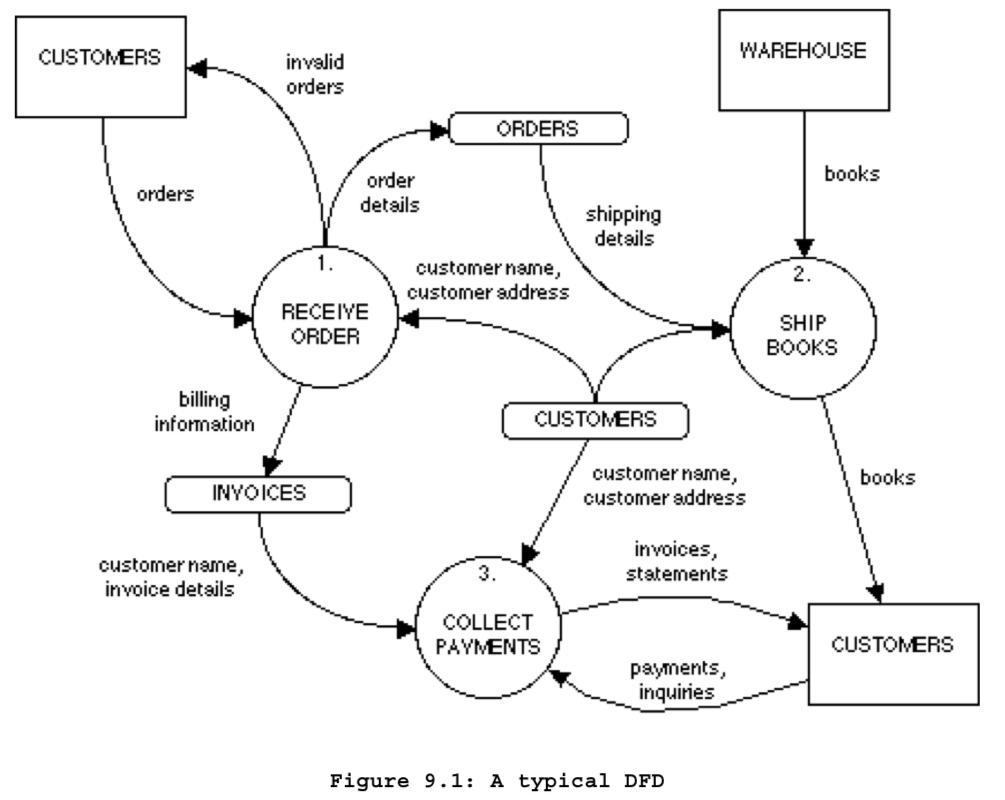 CUSTOMERS
invalid
orders
WAREHOUSE
ORDERS
orders
order
details
books
shipping
details
1.
RECEIVE
ORDER
customer name,
customer address
2.
SHIP
BOOKS
billing
information
CUSTOMERS
INVOICES
customer name,
customer address
books
customer name,
invoice details
invoices,
statements
3.
COLLECT
PAYMENTS
CUSTOMERS
payments,
inquiries
Figure 9.1: A typical DFD